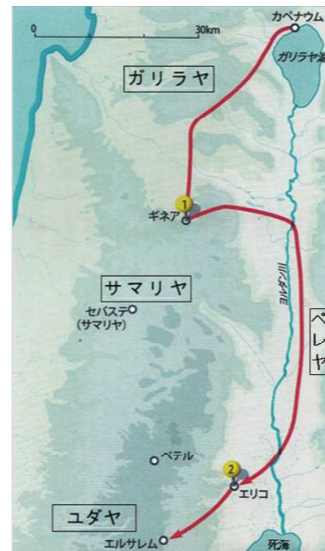 カペナウム
0
30km
ガリラヤ
ガリラヤ湖
1
ギネア
ヨルダン川
サマリヤ
セバステ
(サマリヤ)
ペレヤ
ベテル
2
エリコ
ユダヤ
エルサレム
死海